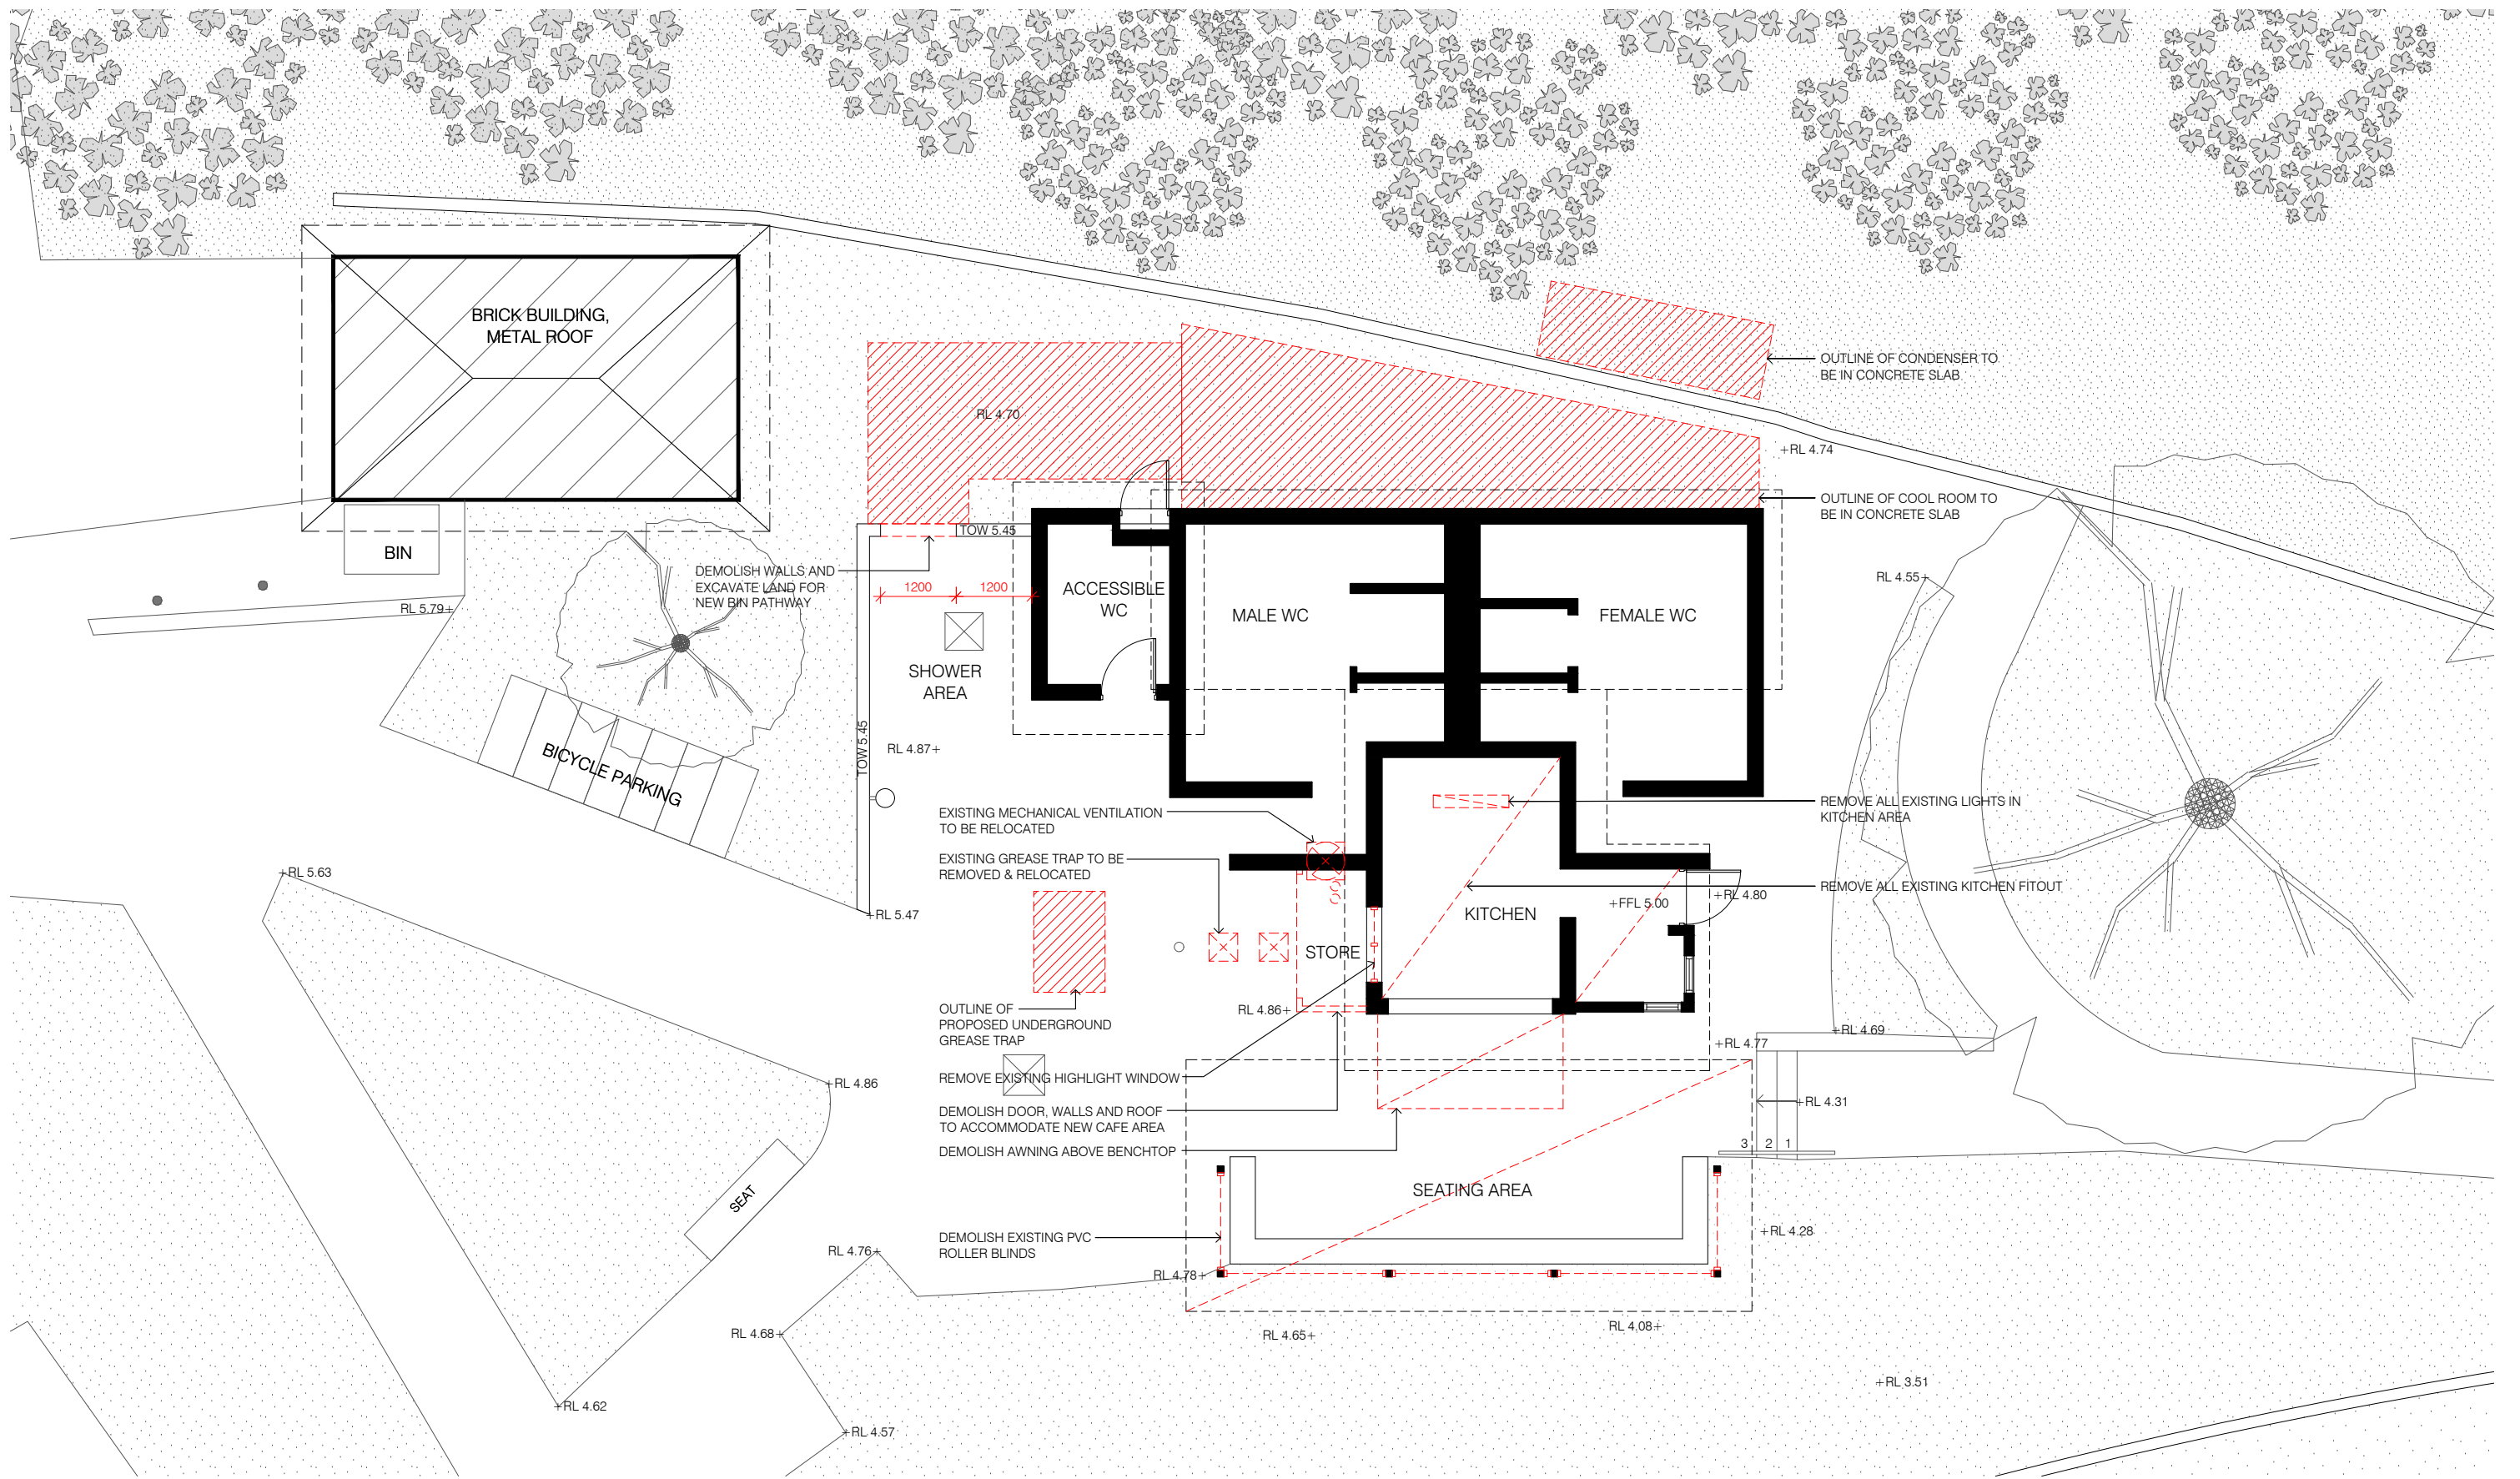 BRICK BUILDING,
METAL ROOF
OUTLINE OF CONDENSER TO
BE IN CONCRETE SLAB
RL 4.70
+RL 4.74
OUTLINE OF COOL ROOM TO
BE IN CONCRETE SLAB
TOW 5.45
BIN
DEMOLISH WALLS AND
EXCAVATE LAND FOR
NEW BIN PATHWAY
1200
1200
ACCESSIBLE
WC
MALE WC
FEMALE WC
RL 4.55+
RL 5.79+
SHOWER
AREA
TOW 5.45
RL 4.87+
BICYCLE PARKING
EXISTING MECHANICAL VENTILATION
TO BE RELOCATED
REMOVE ALL EXISTING LIGHTS IN
KITCHEN AREA
EXISTING GREASE TRAP TO BE
REMOVED & RELOCATED
+RL 5.63
REMOVE ALL EXISTING KITCHEN FITOUT
+RL 4.80
+FFL 5.00
KITCHEN
+RL 5.47
STORE
OUTLINE OF
PROPOSED UNDERGROUND
GREASE TRAP
RL 4.86+
+RL 4.69
+RL 4.77
REMOVE EXISTING HIGHLIGHT WINDOW
+RL 4.86
+RL 4.31
DEMOLISH DOOR, WALLS AND ROOF
TO ACCOMMODATE NEW CAFE AREA
3 2 1
DEMOLISH AWNING ABOVE BENCHTOP
SEAT
SEATING AREA
DEMOLISH EXISTING PVC
ROLLER BLINDS
+RL 4.28
RL 4.76+
RL 4.78+
RL 4.68+
RL 4.65+
RL 4.08+
+RL 3.51
+RL 4.62
+RL 4.57